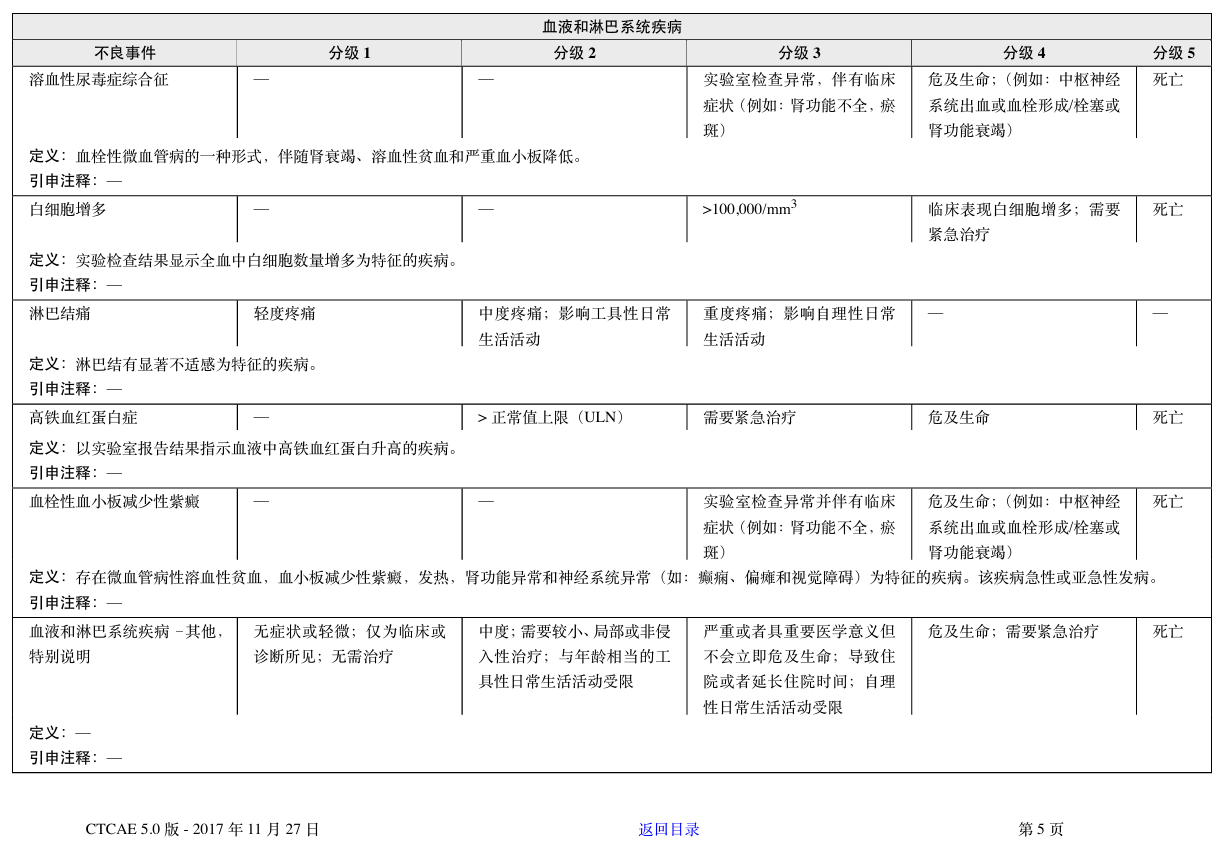 血液和淋巴系统疾病
不良事件 分级 1 分级 2 分级 3 分级 4 分级 5
溶血性尿毒症综合征 — — 实验室检查异常，伴有临床 危及生命；（例如：中枢神经 死亡
症状（例如：肾功能不全，瘀 系统出血或血栓形成/栓塞或
斑） 肾功能衰竭）
定义：血栓性微血管病的一种形式，伴随肾衰竭、溶血性贫血和严重血小板降低。
引申注释：—
白细胞增多 — — >100,000/mm3 临床表现白细胞增多；需要 死亡
紧急治疗
定义：实验检查结果显示全血中白细胞数量增多为特征的疾病。
引申注释：—
淋巴结痛 轻度疼痛 中度疼痛；影响工具性日常 重度疼痛；影响自理性日常 — —
生活活动 生活活动
定义：淋巴结有显著不适感为特征的疾病。
引申注释：—
高铁血红蛋白症 — > 正常值上限（ULN） 需要紧急治疗 危及生命 死亡
定义：以实验室报告结果指示血液中高铁血红蛋白升高的疾病。
引申注释：—
血栓性血小板减少性紫癜 — — 实验室检查异常并伴有临床 危及生命；（例如：中枢神经 死亡
症状（例如：肾功能不全，瘀 系统出血或血栓形成/栓塞或
斑） 肾功能衰竭）
定义：存在微血管病性溶血性贫血，血小板减少性紫癜，发热，肾功能异常和神经系统异常（如：癫痫、偏瘫和视觉障碍）为特征的疾病。该疾病急性或亚急性发病。
引申注释：—
血液和淋巴系统疾病 –其他， 无症状或轻微；仅为临床或 中度；需要较小、局部或非侵 严重或者具重要医学意义但 危及生命；需要紧急治疗 死亡
特别说明 诊断所见；无需治疗 入性治疗；与年龄相当的工 不会立即危及生命；导致住
具性日常生活活动受限 院或者延长住院时间；自理
性日常生活活动受限
定义：—
引申注释：—
CTCAE 5.0 版 - 2017 年 11 月 27 日 返回目录 第 5 页